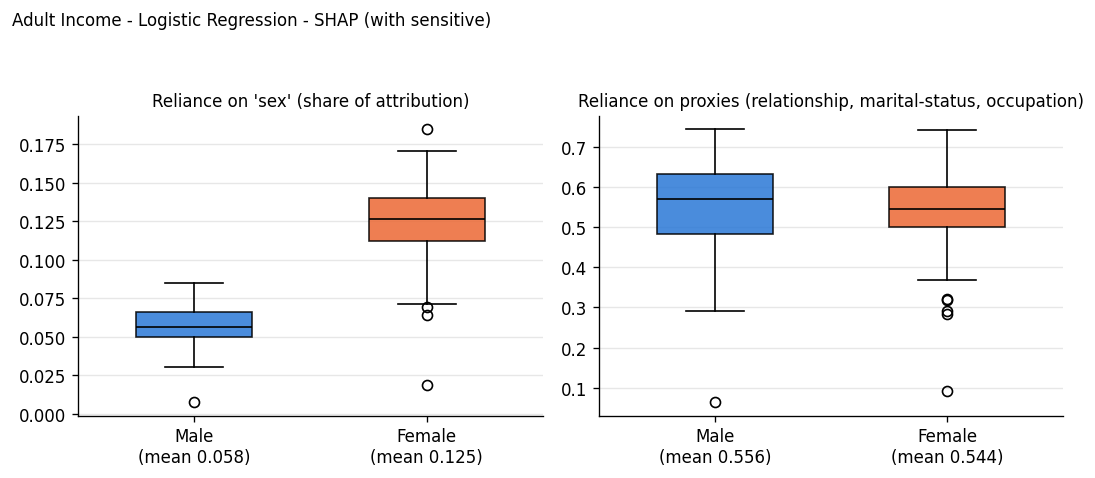 Adult Income - Logistic Regression - SHAP (with sensitive)
Reliance on 'sex' (share of attribution)
0.175
0.150
0.125
0.100
0.075
0.050
0.025
0.000
Male
(mean 0.058)
Female
(mean 0.125)
Reliance on proxies (relationship, marital-status, occupation)
0.7
0.6
0.5
0.4
0.3
0.2
0.1
Male
(mean 0.556)
Female
(mean 0.544)